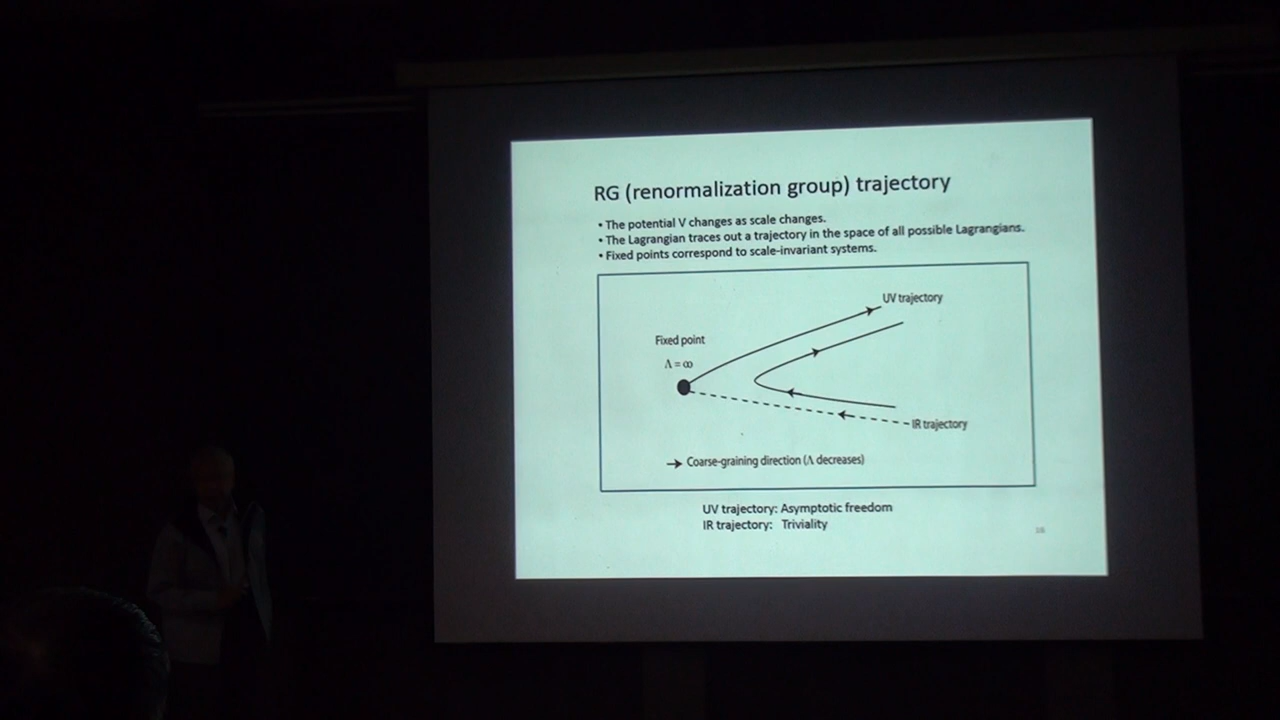 RG (renormalization group) trajectory
• The potential V changes as scale changes.
• The Lagrangian traces out a trajectory in the space of all possible Lagrangians.
• Fixed points correspond to scale-invariant systems.
UV trajectory
Fixed point
Λ = ∞
IR trajectory
→ Coarse-graining direction (Λ decreases)
UV trajectory: Asymptotic freedom
IR trajectory: Triviality